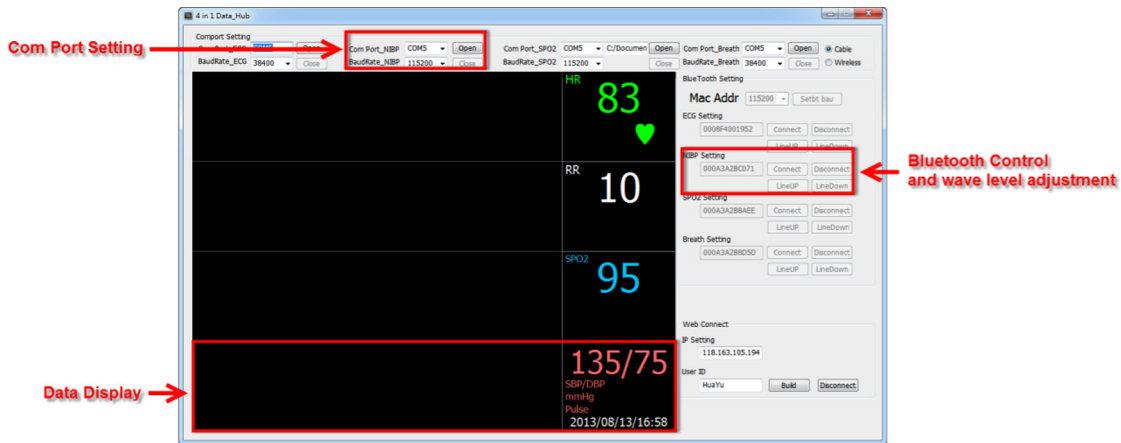 4 in 1 Data_Hub
Comport Setting
Com Port Setting
Open
Com Port_NIBP COM5 Open
Com Port_SPO2 COM5 C:/Documen Open
Com Port_Breath COM5 Open Cable
BaudRate_ECG 38400 Close
BaudRate_NIBP 115200 Close
BaudRate_SPO2 115200 Close
BaudRate_Breath 38400 Close Wireless
HR
83
RR
10
SPO2
95
135/75
SBP/DBP
mmHg
Pulse
2013/08/13/16:58
Data Display
BlueTooth Setting
Mac Addr 115200 Setbt bau
ECG Setting
0008F4001952 Connect Disconnect
LineUP LineDown
NIBP Setting
000A3A2BC071 Connect Disconnect
LineUP LineDown
Bluetooth Control
and wave level adjustment
SPO2 Setting
000A3A2B8AEE Connect Disconnect
LineUP LineDown
Breath Setting
000A3A2B8D5D Connect Disconnect
LineUP LineDown
Web Connect
IP Setting
118.163.105.194
User ID
HuaYu Build Disconnect